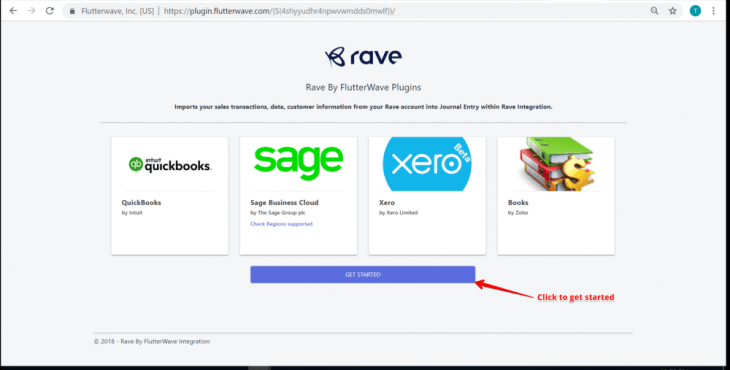 Flutterwave, Inc. [US] | https://plugin.flutterwave.com/(S(4shyyudhr4npwvwmdds0mwlf))/
T
rave
Rave By FlutterWave Plugins
Imports your sales transactions, data, customer information from your Rave account into Journal Entry within Rave Integration.
qb intuit quickbooks.
sage
xero Beta
QuickBooks
by Intuit
Sage Business Cloud
by The Sage Group plc
Check Regions supported
Xero
by Xero Limited
Books
by Zoho
GET STARTED
Click to get started
© 2018 - Rave By FlutterWave Integration